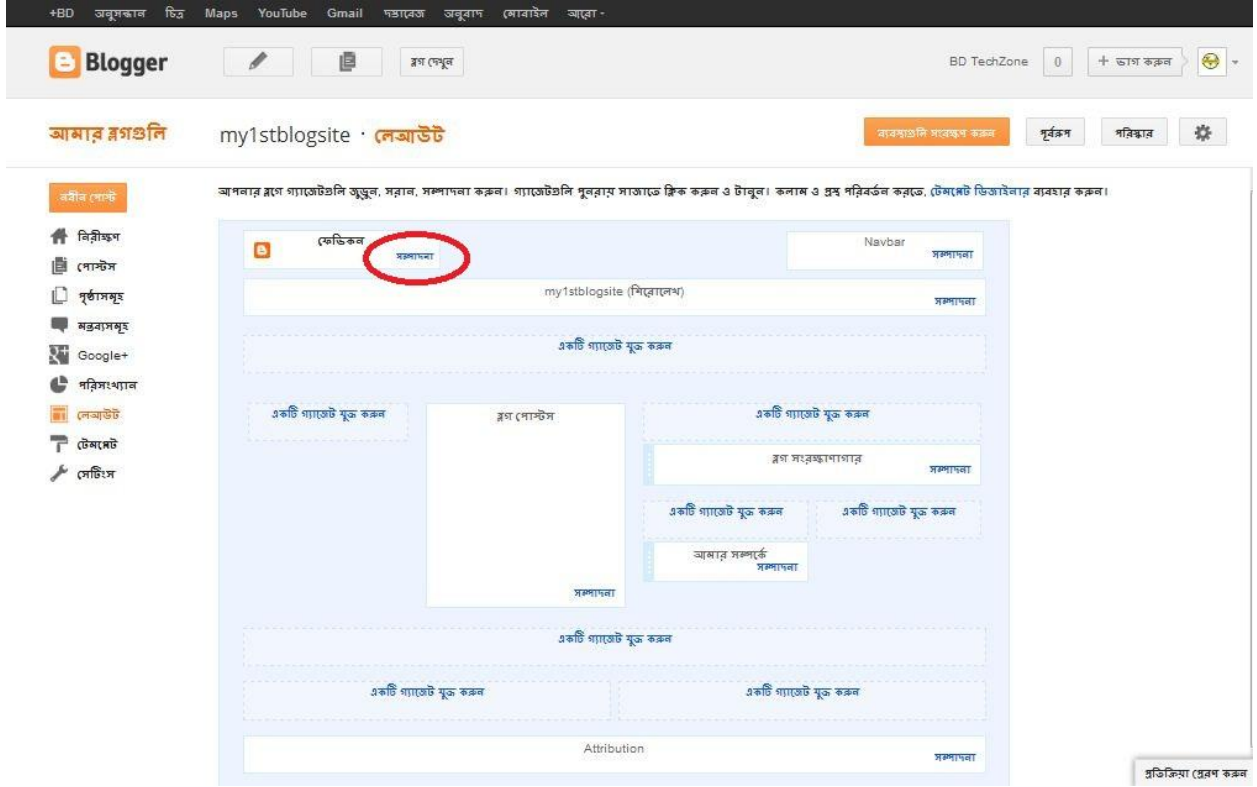 +BD অনুসন্ধান চিত্র Maps YouTube Gmail দস্তাবেজ অনুবাদ মোবাইল আরো
Blogger ব্লগ দেখুন BD TechZone 0 + ভাগ করুন
আমার ব্লগগুলি my1stblogsite · লেআউট ব্যবস্থাগুলি সংরক্ষণ করুন পূর্বরূপ পরিষ্কার
নবীন পোস্ট
আপনার ব্লগে গ্যাজেটগুলি জুড়ুন, সরান, সম্পাদনা করুন। গ্যাজেটগুলি পুনরায় সাজাতে ক্লিক করুন ও টানুন। কলাম ও প্রস্থ পরিবর্তন করতে, টেমপ্লেট ডিজাইনার ব্যবহার করুন।
নিরীক্ষণ
পোস্টস
পৃষ্ঠাসমূহ
মন্তব্যসমূহ
Google+
পরিসংখ্যান
লেআউট
টেমপ্লেট
সেটিংস
ফেভিকন
সম্পাদনা
Navbar
সম্পাদনা
my1stblogsite (শিরোলেখ)
সম্পাদনা
একটি গ্যাজেট যুক্ত করুন
একটি গ্যাজেট যুক্ত করুন
ব্লগ পোস্টস
সম্পাদনা
একটি গ্যাজেট যুক্ত করুন
ব্লগ সংরক্ষাণাগার
সম্পাদনা
একটি গ্যাজেট যুক্ত করুন
একটি গ্যাজেট যুক্ত করুন
আমার সম্পর্কে
সম্পাদনা
একটি গ্যাজেট যুক্ত করুন
একটি গ্যাজেট যুক্ত করুন
একটি গ্যাজেট যুক্ত করুন
Attribution
সম্পাদনা
প্রতিক্রিয়া প্রেরণ করুন